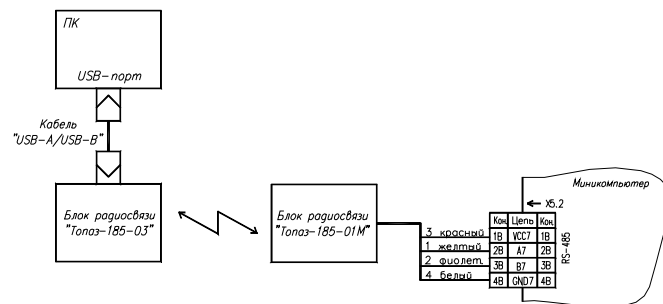 ПК
USB-порт
Кабель
"USB-A/USB-B"
Блок радиосвязи
"Топаз-185-03"
Блок радиосвязи
"Топаз-185-01М"
Миникомпьютер
X5.2
Кон. Цепь Кон.
3 красный 1В VCC7 1В
1 желтый 2В A7 2В
2 фиолет. 3В B7 3В
4 белый 4В GND7 4В
RS-485